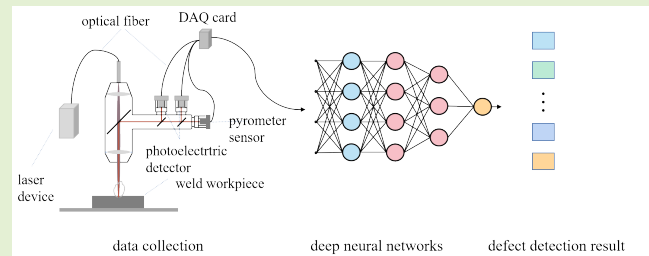 optical fiber
DAQ card
pyrometer
sensor
photoelectrtric
detector
weld workpiece
laser
device
data collection
deep neural networks
defect detection result